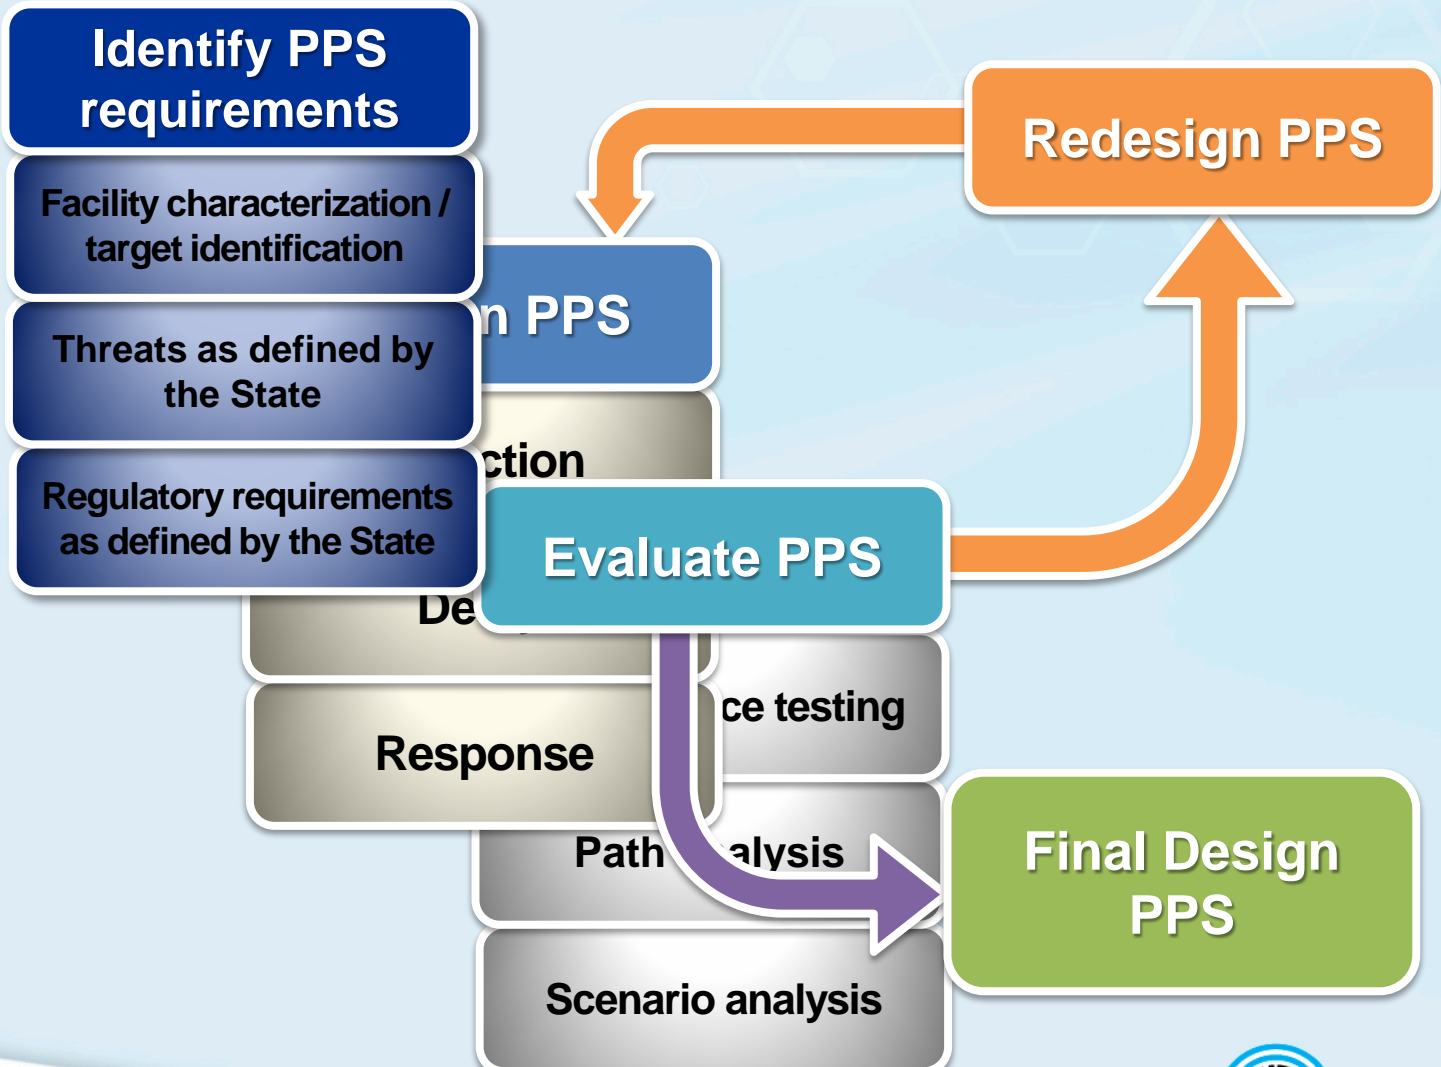 Identify PPS
requirements
Facility characterization /
target identification
Threats as defined by
the State
Regulatory requirements
as defined by the State
Redesign PPS
n PPS
ction
Evaluate PPS
De
ce testing
Response
Path alysis
Scenario analysis
Final Design
PPS